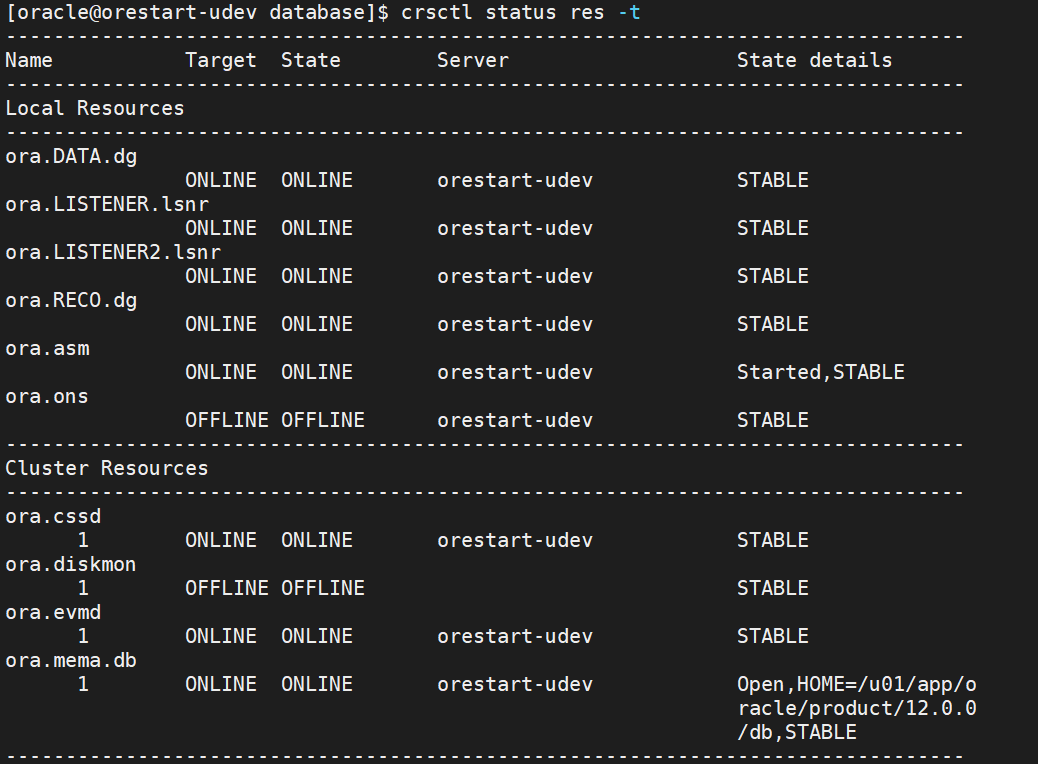 [oracle@orestart-udev database]$ crsctl status res -t
--------------------------------------------------------------------------------
Name           Target  State        Server                   State details
--------------------------------------------------------------------------------
Local Resources
--------------------------------------------------------------------------------
ora.DATA.dg
               ONLINE  ONLINE       orestart-udev            STABLE
ora.LISTENER.lsnr
               ONLINE  ONLINE       orestart-udev            STABLE
ora.LISTENER2.lsnr
               ONLINE  ONLINE       orestart-udev            STABLE
ora.RECO.dg
               ONLINE  ONLINE       orestart-udev            STABLE
ora.asm
               ONLINE  ONLINE       orestart-udev            Started,STABLE
ora.ons
               OFFLINE OFFLINE      orestart-udev            STABLE
--------------------------------------------------------------------------------
Cluster Resources
--------------------------------------------------------------------------------
ora.cssd
      1        ONLINE  ONLINE       orestart-udev            STABLE
ora.diskmon
      1        OFFLINE OFFLINE                               STABLE
ora.evmd
      1        ONLINE  ONLINE       orestart-udev            STABLE
ora.mema.db
      1        ONLINE  ONLINE       orestart-udev            Open,HOME=/u01/app/o
                                                             racle/product/12.0.0
                                                             /db,STABLE
--------------------------------------------------------------------------------